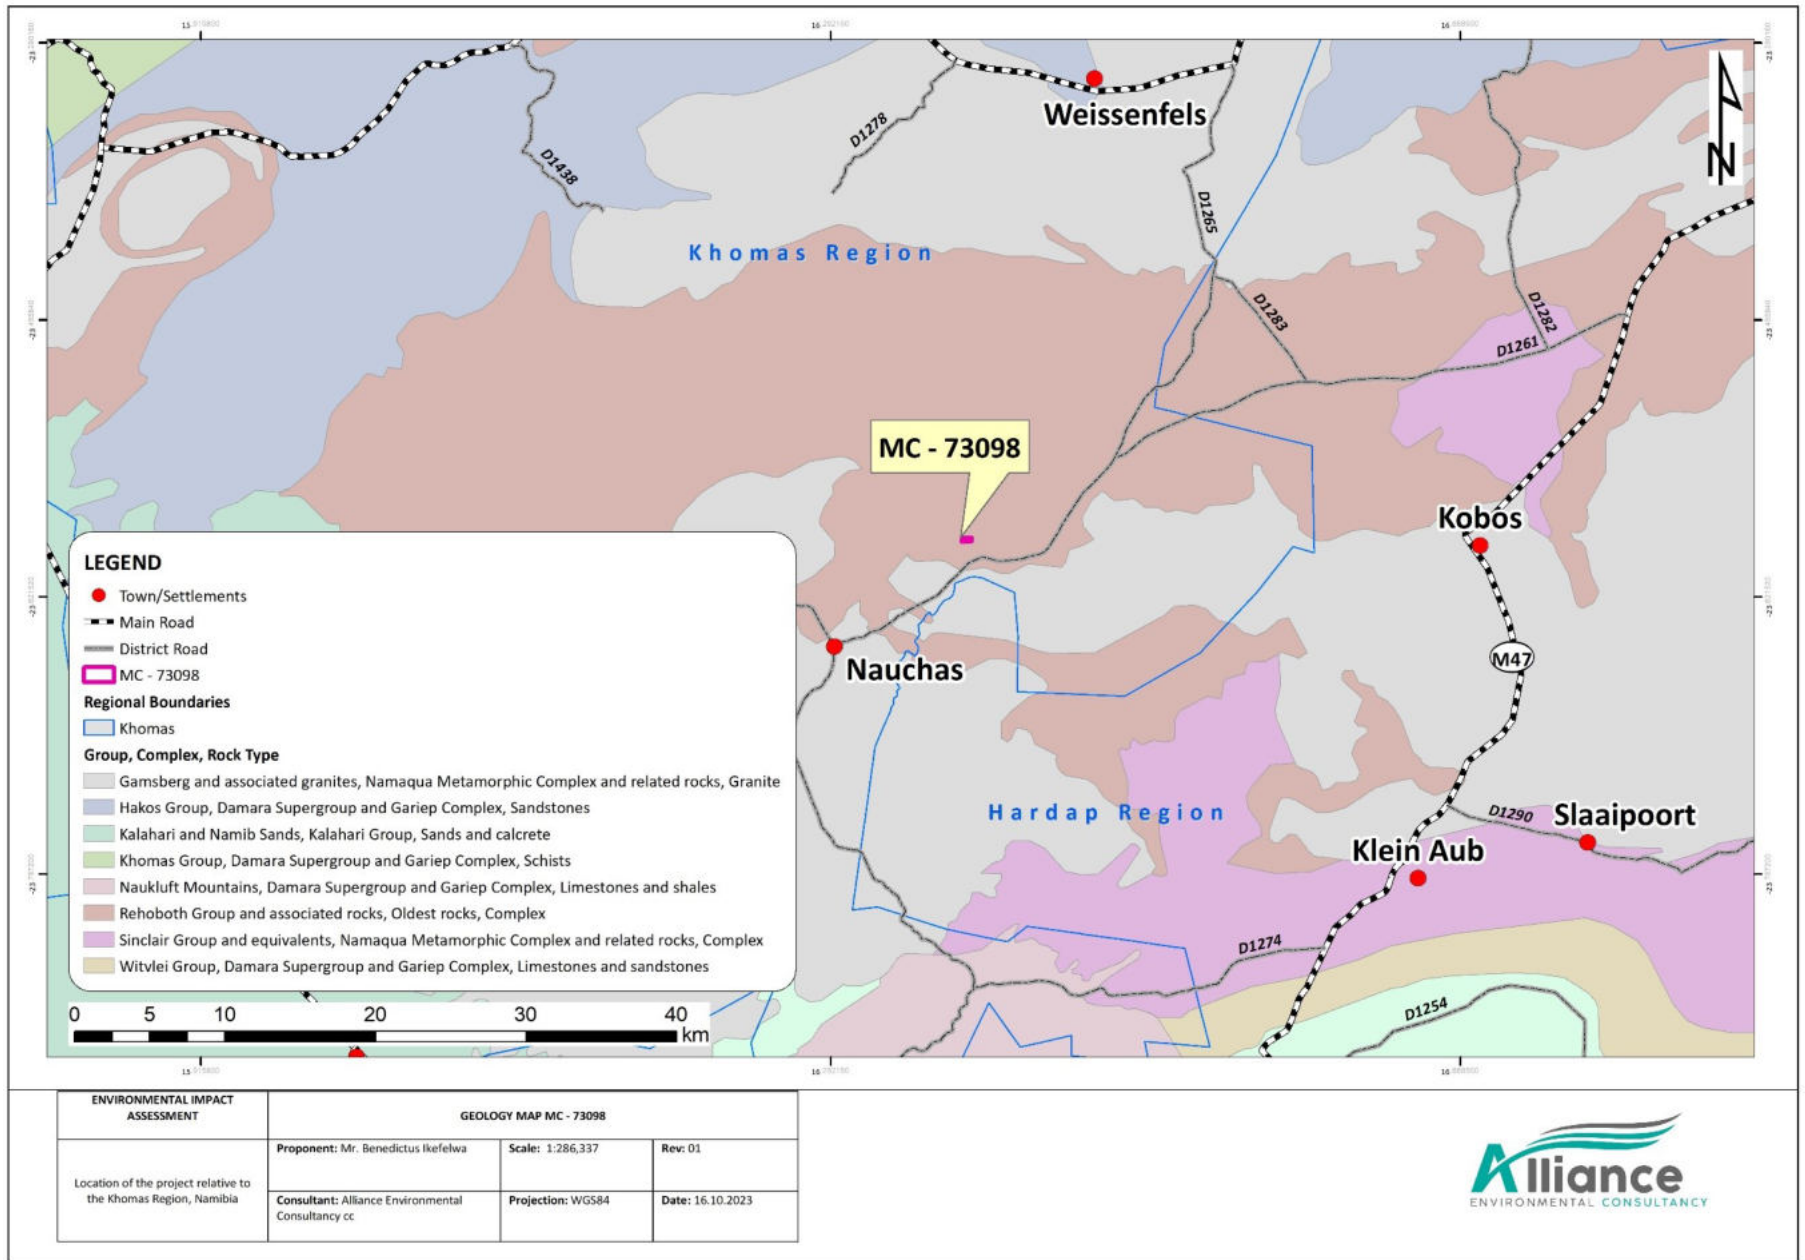 Weissenfels
D1278
D1438
D1265
N
Khomas Region
D1283
D1282
D1261
MC - 73098
Kobos
M47
Nauchas
Hardap Region
D1290
Slaaipoort
Klein Aub
D1274
D1254
LEGEND
Town/Settlements
Main Road
District Road
MC - 73098
Regional Boundaries
Khomas
Group, Complex, Rock Type
Gamsberg and associated granites, Namaqua Metamorphic Complex and related rocks, Granite
Hakos Group, Damara Supergroup and Gariep Complex, Sandstones
Kalahari and Namib Sands, Kalahari Group, Sands and calcrete
Khomas Group, Damara Supergroup and Gariep Complex, Schists
Naukluft Mountains, Damara Supergroup and Gariep Complex, Limestones and shales
Rehoboth Group and associated rocks, Oldest rocks, Complex
Sinclair Group and equivalents, Namaqua Metamorphic Complex and related rocks, Complex
Witvlei Group, Damara Supergroup and Gariep Complex, Limestones and sandstones
0 5 10 20 30 40
km
ENVIRONMENTAL IMPACT
ASSESSMENT
GEOLOGY MAP MC - 73098
Location of the project relative to
the Khomas Region, Namibia
Proponent: Mr. Benedictus Ikefelwa
Scale: 1:286,337
Rev: 01
Consultant: Alliance Environmental
Consultancy cc
Projection: WGS84
Date: 16.10.2023
Alliance
ENVIRONMENTAL CONSULTANCY